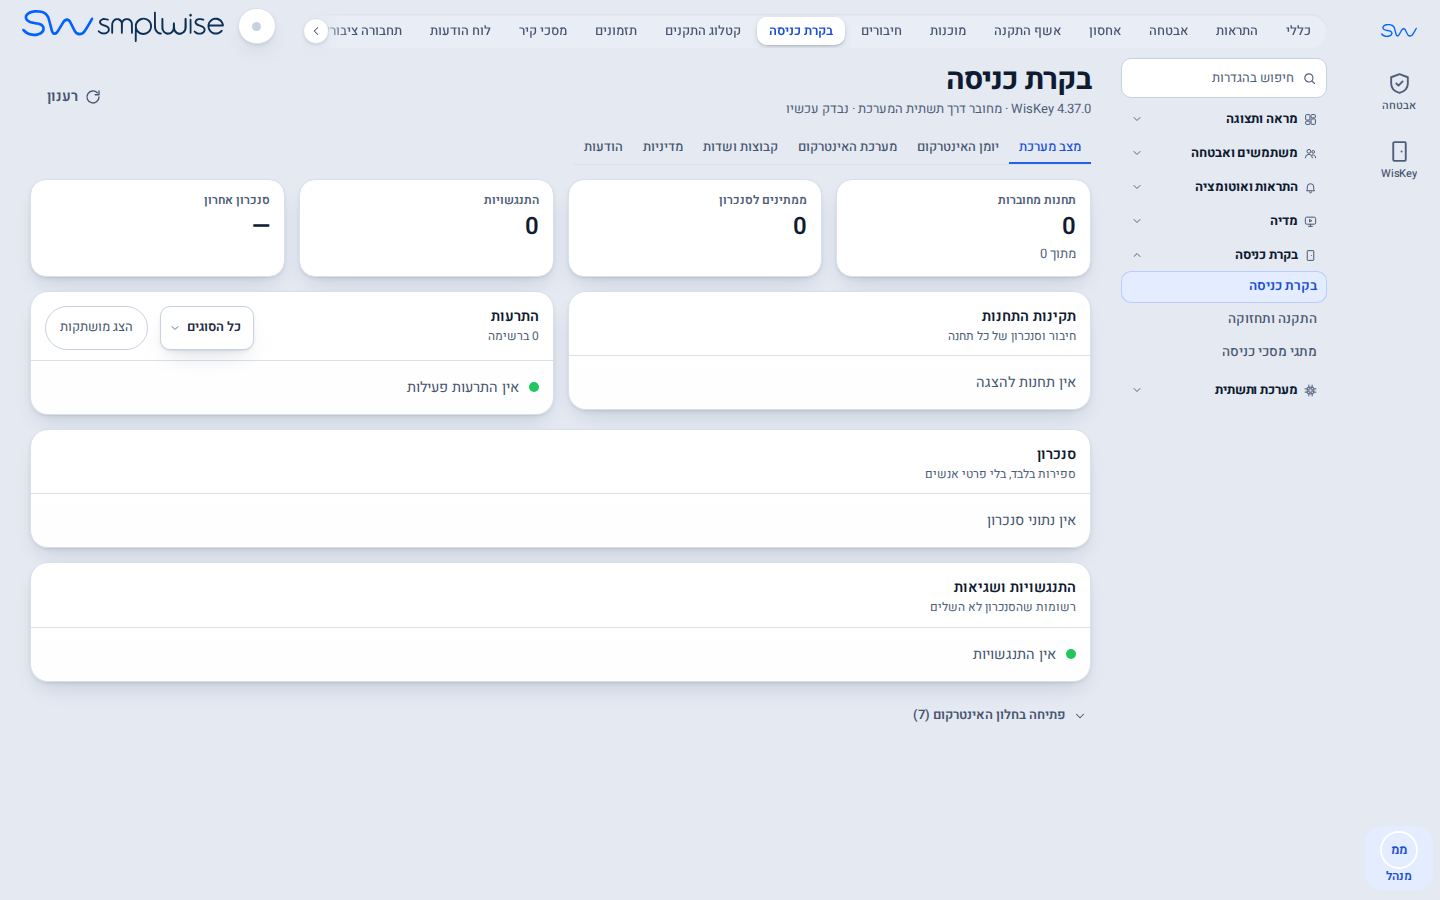 smplwise
כללי
התראות
אבטחה
אחסון
אשף התקנה
מוכנות
חיבורים
בקרת כניסה
קטלוג התקנים
תזמונים
מסכי קיר
לוח הודעות
תחבורה ציבור
אבטחה
WisKey
חיפוש בהגדרות
מראה ותצוגה
משתמשים ואבטחה
התראות ואוטומציה
מדיה
בקרת כניסה
בקרת כניסה
התקנה ותחזוקה
מתגי מסכי כניסה
מערכת ותשתית
בקרת כניסה
WisKey 4.37.0 · מחובר דרך תשתית המערכת · נבדק עכשיו
רענון
מצב מערכת
יומן האינטרקום
מערכת האינטרקום
קבוצות ושדות
מדיניות
הודעות
תחנות מחוברות
0
מתוך 0
ממתינים לסנכרון
0
התנגשויות
0
סנכרון אחרון
—
תקינות התחנות
חיבור וסנכרון של כל תחנה
אין תחנות להצגה
התרעות
0 ברשימה
כל הסוגים
הצג מושתקות
אין התרעות פעילות
סנכרון
ספירות בלבד, בלי פרטי אנשים
אין נתוני סנכרון
התנגשויות ושגיאות
רשומות שהסנכרון לא השלים
אין התנגשויות
פתיחה בחלון האינטרקום (7)
ממ
מנהל